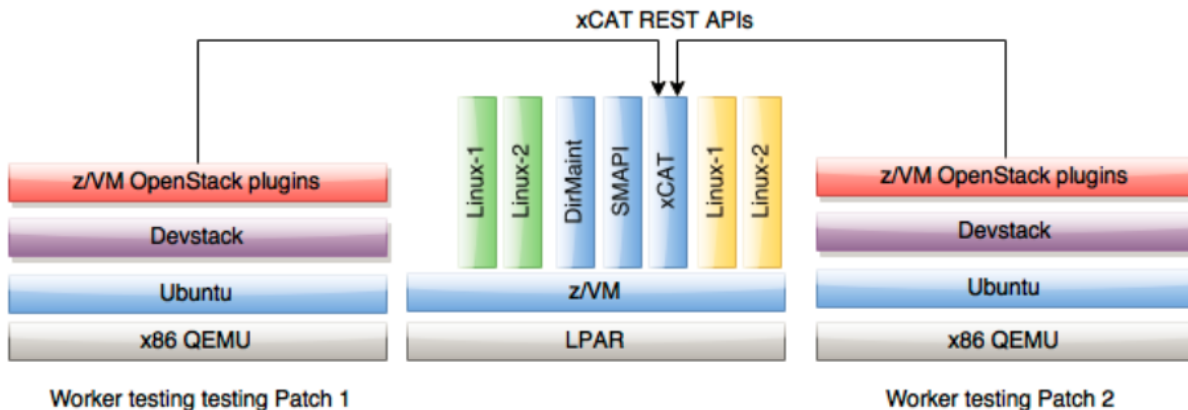 xCAT REST APIs
z/VM OpenStack plugins
Devstack
Ubuntu
x86 QEMU
Worker testing testing Patch 1
Linux-1
Linux-2
DirMaint
SMAPI
xCAT
Linux-1
Linux-2
z/VM
LPAR
z/VM OpenStack plugins
Devstack
Ubuntu
x86 QEMU
Worker testing Patch 2